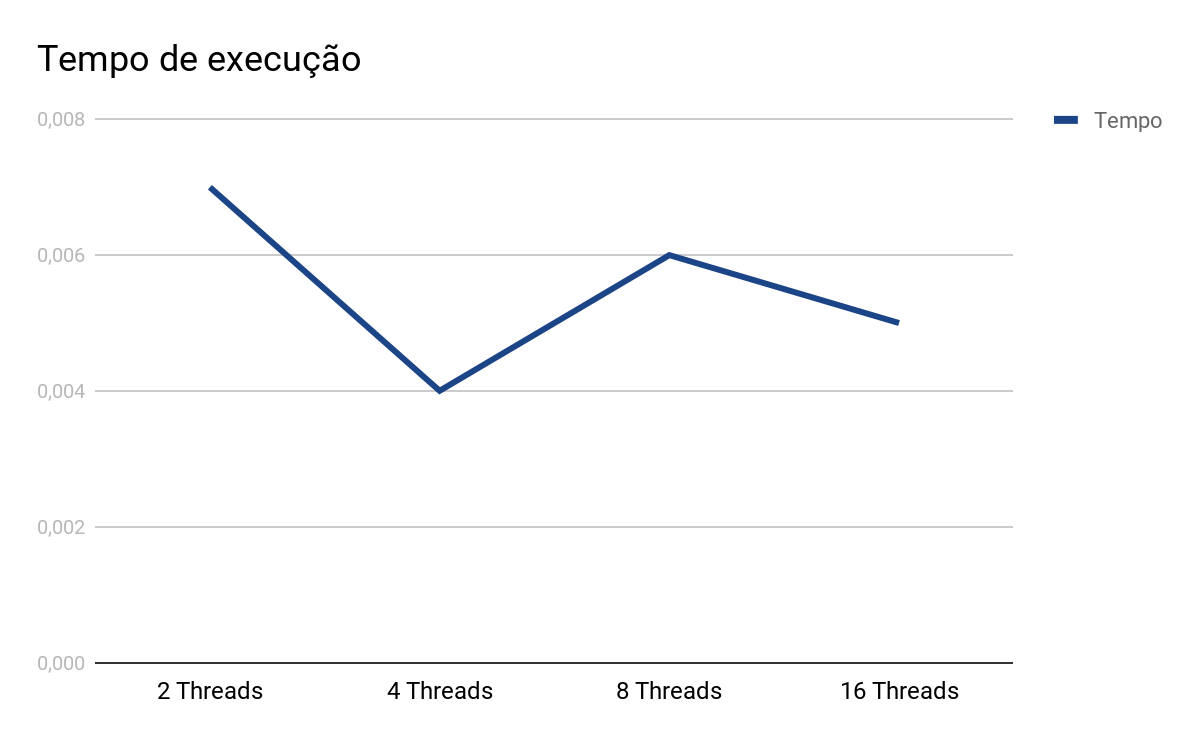 Tempo de execução
0,008
Tempo
0,006
0,004
0,002
0,000
2 Threads
4 Threads
8 Threads
16 Threads